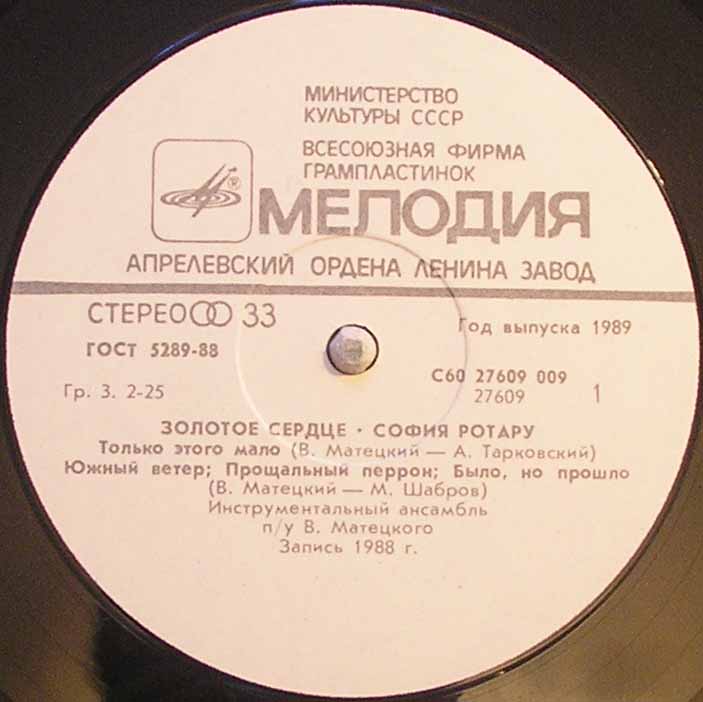 МИНИСТЕРСТВО
КУЛЬТУРЫ СССР
ВСЕСОЮЗНАЯ ФИРМА
ГРАМПЛАСТИНОК
®
МЕЛОДИЯ
АПРЕЛЕВСКИЙ ОРДЕНА ЛЕНИНА ЗАВОД
СТЕРЕО 33
Год выпуска 1989
ГОСТ 5289-88
Гр. 3. 2-25
С60 27609 009
27609 1
ЗОЛОТОЕ СЕРДЦЕ · СОФИЯ РОТАРУ
Только этого мало (В. Матецкий — А. Тарковский)
Южный ветер; Прощальный перрон; Было, но прошло
(В. Матецкий — М. Шабров)
Инструментальный ансамбль
п/у В. Матецкого
Запись 1988 г.